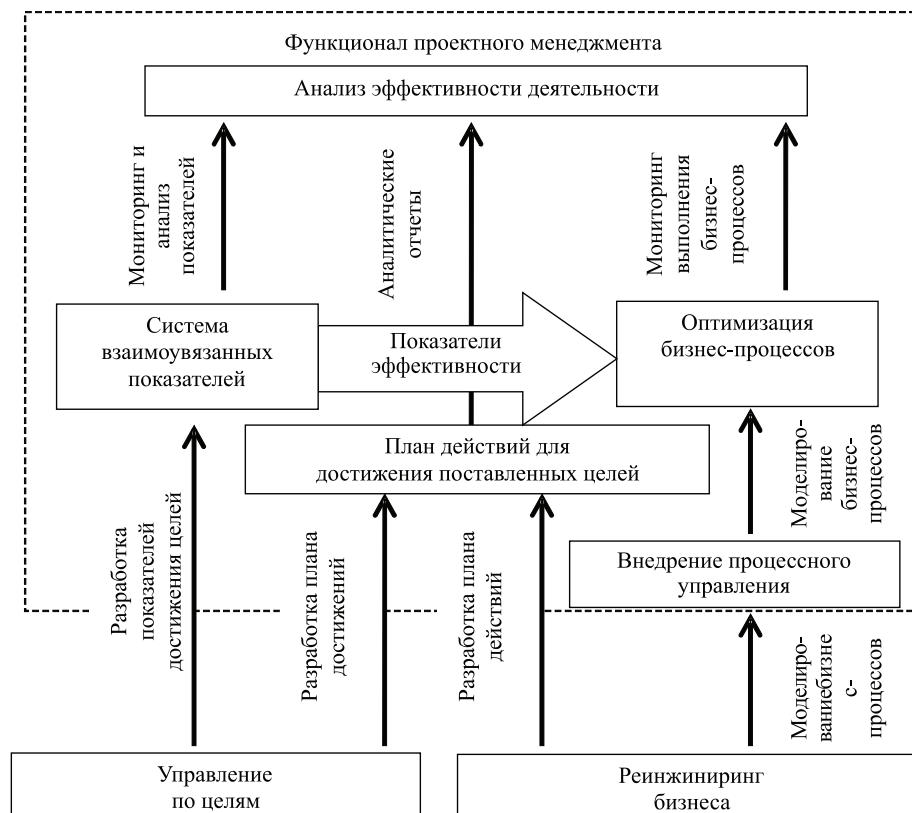 Функционал проектного менеджмента
Анализ эффективности деятельности
Мониторинг и
анализ
показателей
Аналитические
отчеты
Мониторинг
выполнения
бизнес-
процессов
Система
взаимоувязанных
показателей
Показатели
эффективности
Оптимизация
бизнес-процессов
План действий для
достижения поставленных целей
Моделиро-
вание
бизнес-
процессов
Разработка
показателей
достижения целей
Разработка плана
достижений
Разработка плана
действий
Внедрение процессного
управления
Моделиро-
ваниебизне
с-
процессов
Управление
по целям
Реинжиниринг
бизнеса